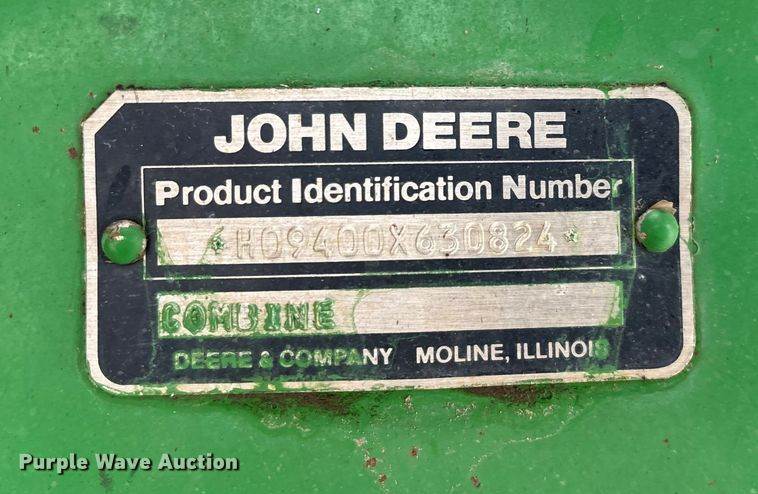 JOHN DEERE
Product Identification Number
*H09400X630824*
COMBINE
DEERE & COMPANY MOLINE, ILLINOIS
Purple Wave Auction